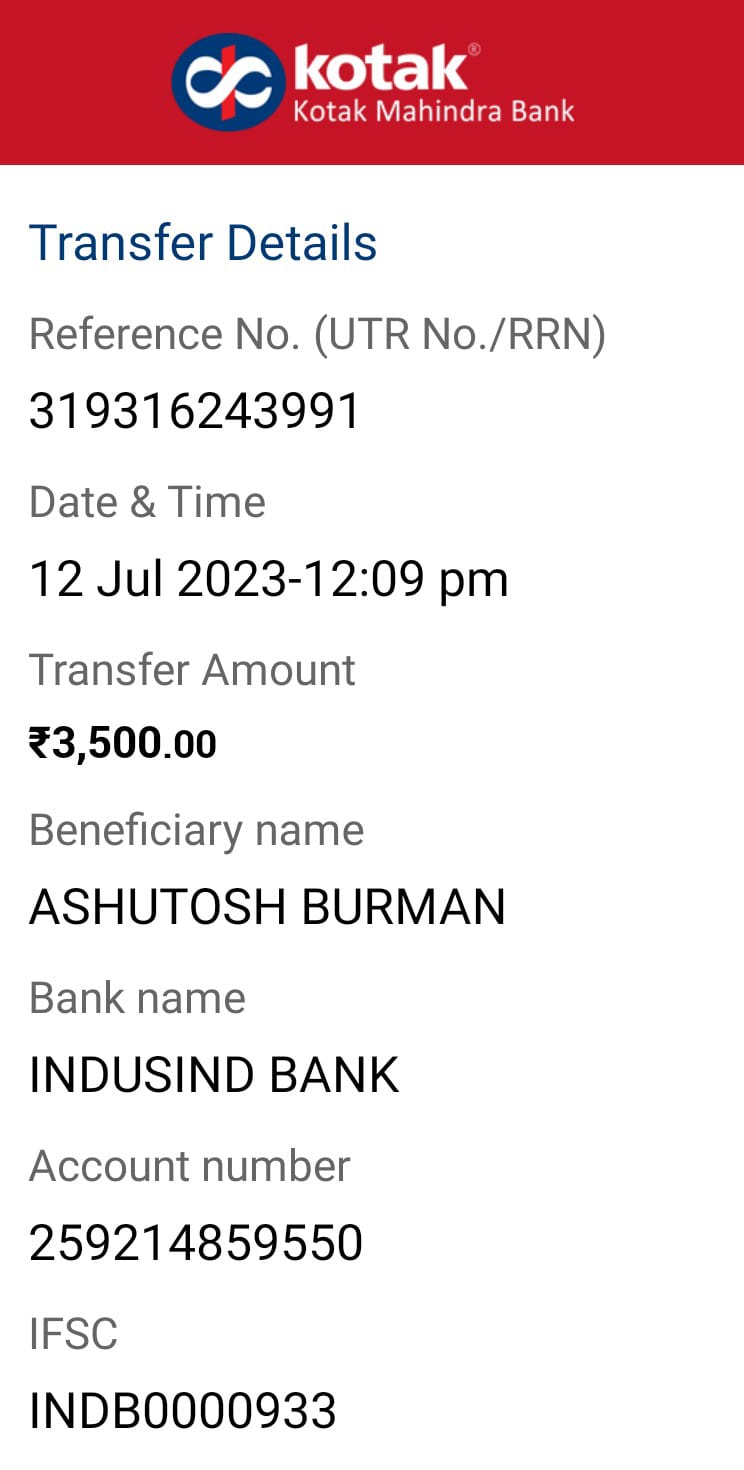 kotak®
Kotak Mahindra Bank
Transfer Details
Reference No. (UTR No./RRN)
319316243991
Date & Time
12 Jul 2023-12:09 pm
Transfer Amount
₹3,500.00
Beneficiary name
ASHUTOSH BURMAN
Bank name
INDUSIND BANK
Account number
259214859550
IFSC
INDB0000933